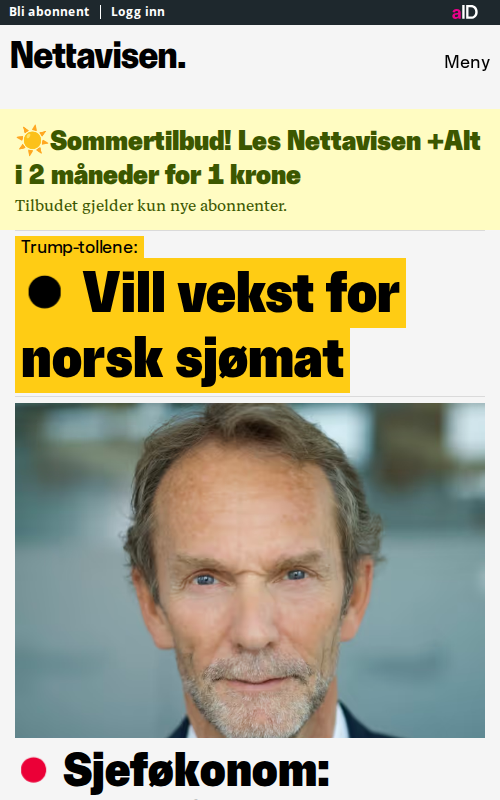 Bli abonnent | Logg inn
aID
Nettavisen.
Meny
☀️Sommertilbud! Les Nettavisen +Alt
i 2 måneder for 1 krone
Tilbudet gjelder kun nye abonnenter.
Trump-tollene:
● Vill vekst for
norsk sjømat
● Sjeføkonom: